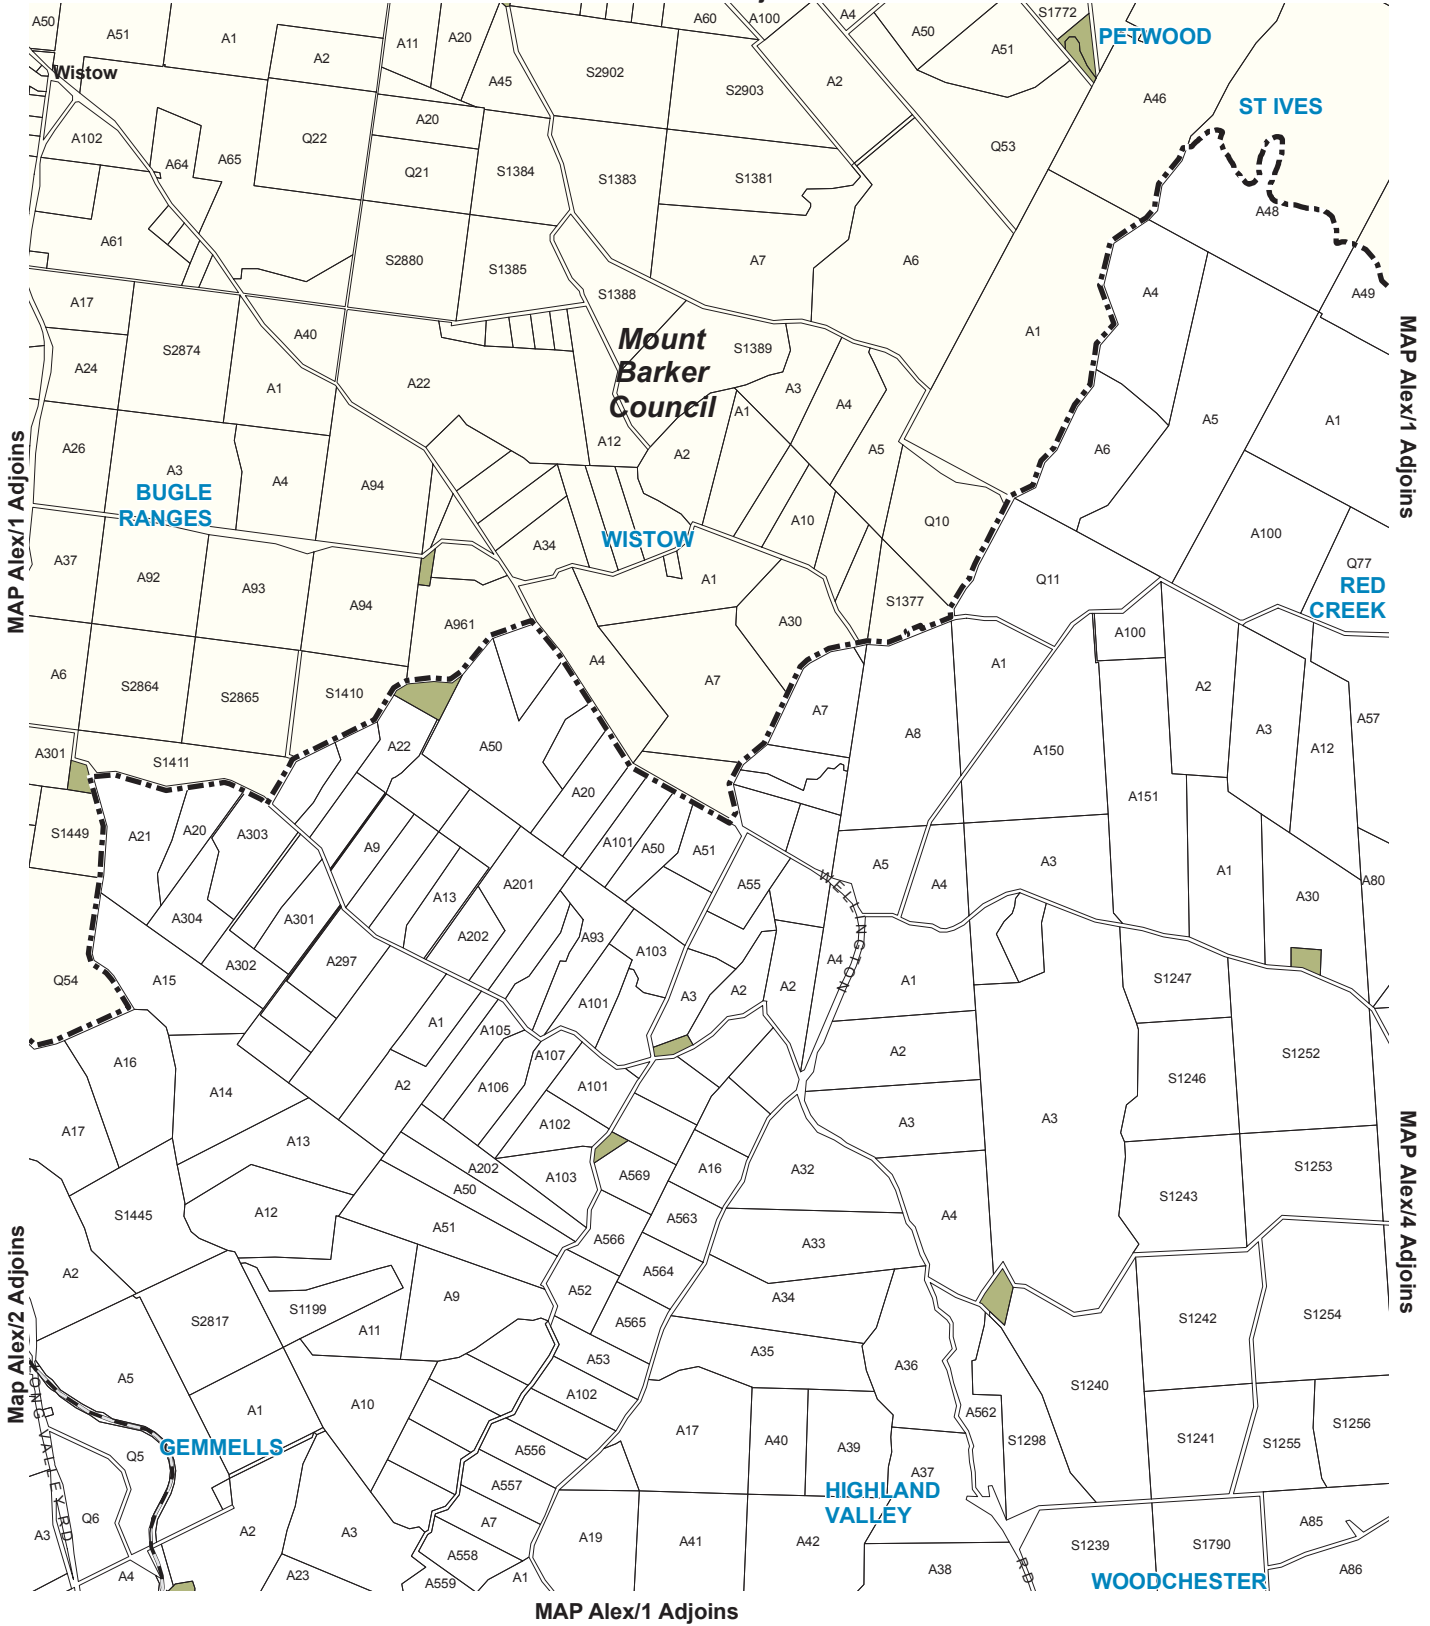 A50
A51
A1
A2
A11
A20
A60
A100
A4
A50
A51
S1772
PETWOOD
Wistow
A45
S2902
S2903
A2
A46
ST IVES
A102
A64
A65
Q22
A20
Q21
S1384
S1383
S1381
Q53
A48
A61
S2880
S1385
A7
A6
A49
A17
S2874
A40
S1388
A4
A1
Mount
Barker
Council
S1389
A24
A1
A22
A3
A4
A1
A5
A1
A26
A3
A4
A94
A12
A2
A5
A6
BUGLE
RANGES
A34
WISTOW
A10
Q10
A100
Q77
RED
CREEK
A37
A92
A93
A94
A961
A1
A30
S1377
Q11
A100
A6
S2864
S2865
S1410
A4
A7
A7
A8
A1
A2
A3
A57
A301
S1411
A22
A50
A20
A150
A12
A151
S1449
A21
A20
A303
A9
A101
A50
A51
A55
A5
A4
A3
A1
A30
A80
A13
A201
A304
A301
A202
A93
A103
WELLINGTON
Q54
A15
A302
A297
A101
A3
A2
A2
A4
A1
S1247
A16
A14
A1
A105
A107
A2
A106
A101
A2
S1246
S1252
A17
A13
A102
A3
A3
A202
A103
A569
A16
A32
S1253
S1445
A12
A50
A51
A566
A563
A33
A4
S1243
A2
S2817
S1199
A11
A9
A52
A564
A565
A34
S1242
S1254
A5
A53
A35
A36
S1240
A1
A10
A102
A17
A40
A39
A562
S1298
S1241
S1255
S1256
Q5
GEMMELLS
A556
A557
A37
HIGHLAND
VALLEY
Q6
A3
A2
A3
A7
A558
A19
A41
A42
S1239
S1790
A85
A4
A23
A559
A1
A38
RD
WOODCHESTER
A86
ONG VALLEY RD
MAP Alex/1 Adjoins
Map Alex/2 Adjoins
MAP Alex/1 Adjoins
MAP Alex/4 Adjoins
MAP Alex/1 Adjoins